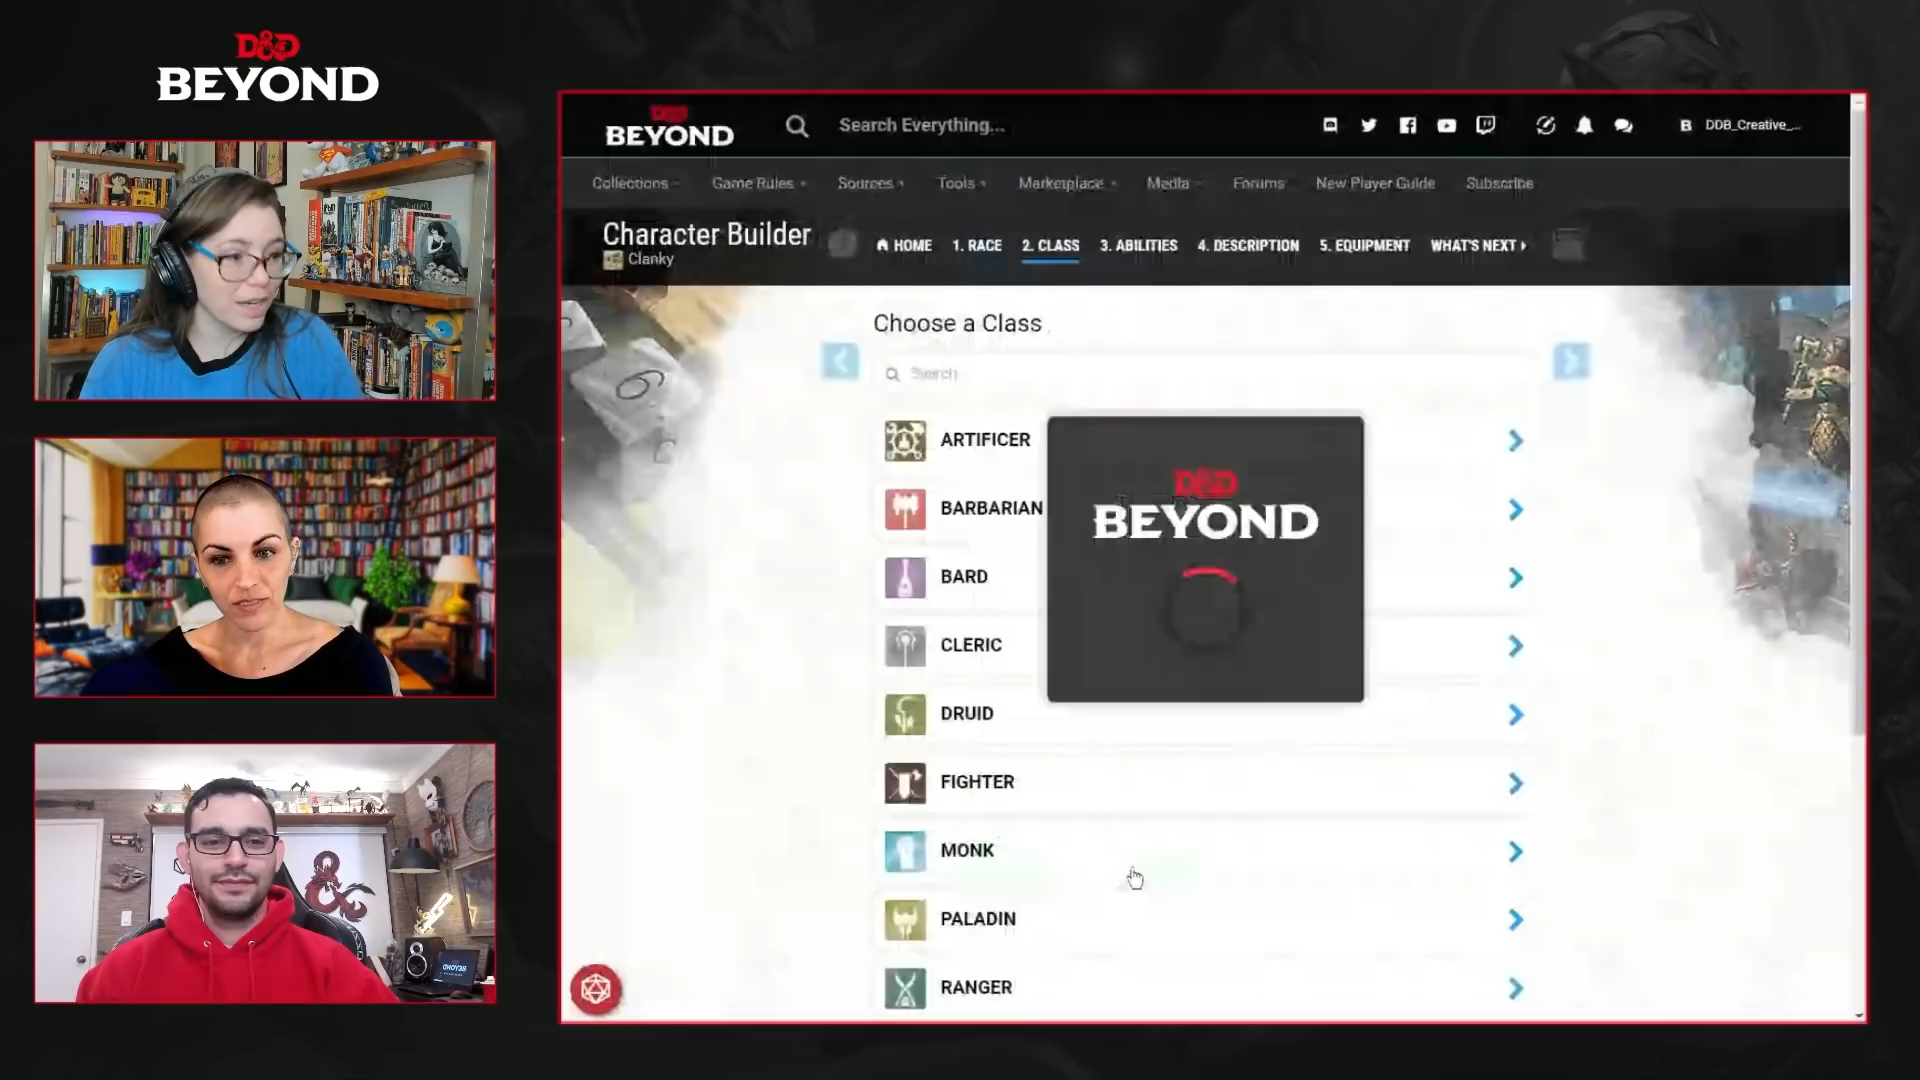 D&D
BEYOND
D&D
BEYOND
Search Everything...
DDB_Creative_...
Collections
Game Rules
Sources
Tools
Marketplace
Media
Forums
New Player Guide
Subscribe
Character Builder
Clanky
HOME
1. RACE
2. CLASS
3. ABILITIES
4. DESCRIPTION
5. EQUIPMENT
WHAT'S NEXT
Choose a Class
Search
ARTIFICER
BARBARIAN
BARD
CLERIC
DRUID
FIGHTER
MONK
PALADIN
RANGER
D&D
BEYOND